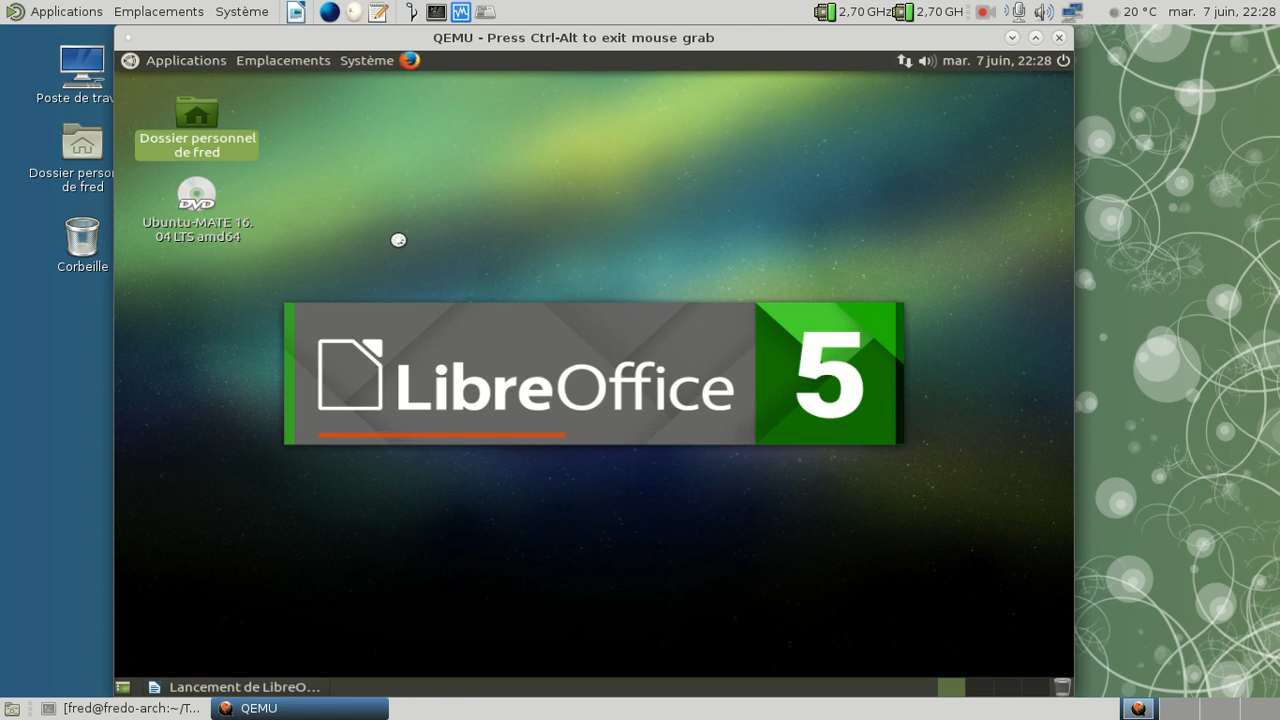 Applications Emplacements Système
2,70 GHz 2,70 GH 20 °C mar. 7 juin, 22:28
QEMU - Press Ctrl-Alt to exit mouse grab
Applications Emplacements Système mar. 7 juin, 22:28
Poste de trav
Dossier person
de fred
Corbeille
Dossier personnel
de fred
DVD
Ubuntu-MATE 16.
04 LTS amd64
LibreOffice 5
Lancement de LibreO...
[fred@fredo-arch:~/T... QEMU